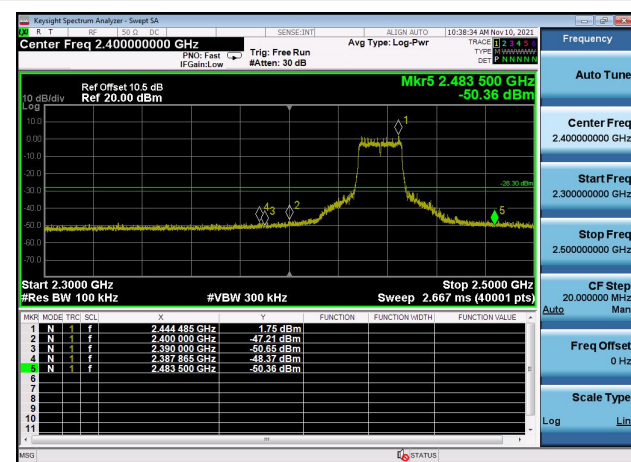 Keysight Spectrum Analyzer - Swept SA
R T RF 50 Ω DC SENSE:INT ALIGN AUTO 10:38:34 AM Nov 10, 2021
Center Freq 2.400000000 GHz
PNO: Fast
IFGain:Low
Trig: Free Run
#Atten: 30 dB
Avg Type: Log-Pwr
TRACE 1 2 3 4 5 6
TYPE M WWWWW
DET P N N N N N
Ref Offset 10.5 dB
Ref 20.00 dBm
10 dB/div
Log
Mkr5 2.483 500 GHz
-50.36 dBm
10.0
0.00
-10.0
-20.0
-30.0
-40.0
-50.0
-60.0
-70.0
1
-28.30 dBm
4 3 2 5
Start 2.3000 GHz Stop 2.5000 GHz
#Res BW 100 kHz #VBW 300 kHz Sweep 2.667 ms (40001 pts)
MKR MODE TRC SCL X Y FUNCTION FUNCTION WIDTH FUNCTION VALUE
1 N 1 f 2.444 485 GHz 1.75 dBm
2 N 1 f 2.400 000 GHz -47.21 dBm
3 N 1 f 2.390 000 GHz -50.65 dBm
4 N 1 f 2.387 865 GHz -48.37 dBm
5 N 1 f 2.483 500 GHz -50.36 dBm
6
7
8
9
10
11
MSG STATUS
Frequency
Auto Tune
Center Freq
2.400000000 GHz
Start Freq
2.300000000 GHz
Stop Freq
2.500000000 GHz
CF Step
20.000000 MHz
Auto Man
Freq Offset
0 Hz
Scale Type
Log Lin